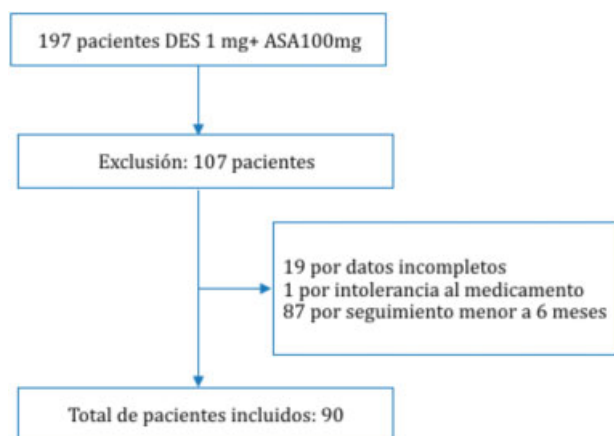 197 pacientes DES 1 mg+ ASA100mg
Exclusión: 107 pacientes
19 por datos incompletos
1 por intolerancia al medicamento
87 por seguimiento menor a 6 meses
Total de pacientes incluidos: 90